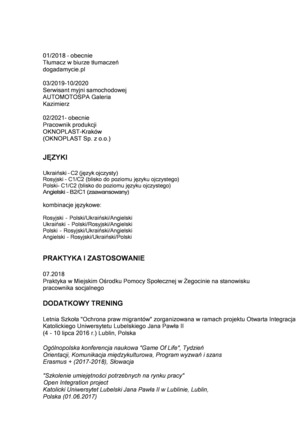 01/2018 - obecnie
Tłumacz w biurze tłumaczeń
dogadamycie.pl
03/2019-10/2020
Serwisant myjni samochodowej
AUTOMOTOSPA Galeria
Kazimierz
02/2021- obecnie
Pracownik produkcji
OKNOPLAST-Kraków
(OKNOPLAST Sp. z o.o.)
JĘZYKI
Ukraiński - C2 (język ojczysty)
Rosyjski - C1/C2 (blisko do poziomu języku ojczystego)
Polski- C1/C2 (blisko do poziomu języku ojczystego)
Angielski - B2/C1 (zaawansowany)
kombinacje językowe:
Rosyjski - Polski/Ukraiński/Angielski
Ukraiński - Polski/Rosyjski/Angielski
Polski - Rosyjski/Ukraiński/Angielski
Angielski - Rosyjski/Ukraiński/Polski
PRAKTYKA I ZASTOSOWANIE
07.2018
Praktyka w Miejskim Ośrodku Pomocy Społecznej w Żegocinie na stanowisku
pracownika socjalnego
DODATKOWY TRENING
Letnia Szkoła "Ochrona praw migrantów" zorganizowana w ramach projektu Otwarta Integracja
Katolickiego Uniwersytetu Lubelskiego Jana Pawła II
(4 - 10 lipca 2016 r.) Lublin, Polska
Ogólnopolska konferencja naukowa "Game Of Life", Tydzień
Orientacji, Komunikacja międzykulturowa, Program wyzwań i szans
Erasmus + (2017-2018), Słowacja
"Szkolenie umiejętności potrzebnych na rynku pracy"
Open Integration project
Katolicki Uniwersytet Lubelski Jana Pawła II w Lublinie, Lublin,
Polska (01.06.2017)